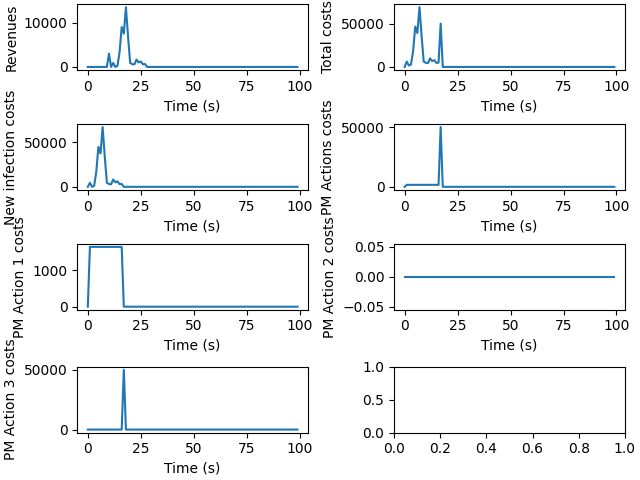 Revenues
10000
0
0 25 50 75 100
Time (s)
Total costs
50000
0
0 25 50 75 100
Time (s)
New infection costs
50000
0
0 25 50 75 100
Time (s)
PM Actions costs
50000
0
0 25 50 75 100
Time (s)
PM Action 1 costs
1000
0
0 25 50 75 100
Time (s)
PM Action 2 costs
0.05
0.00
−0.05
0 25 50 75 100
Time (s)
PM Action 3 costs
50000
0
0 25 50 75 100
Time (s)
1.0
0.5
0.0
0.0 0.2 0.4 0.6 0.8 1.0